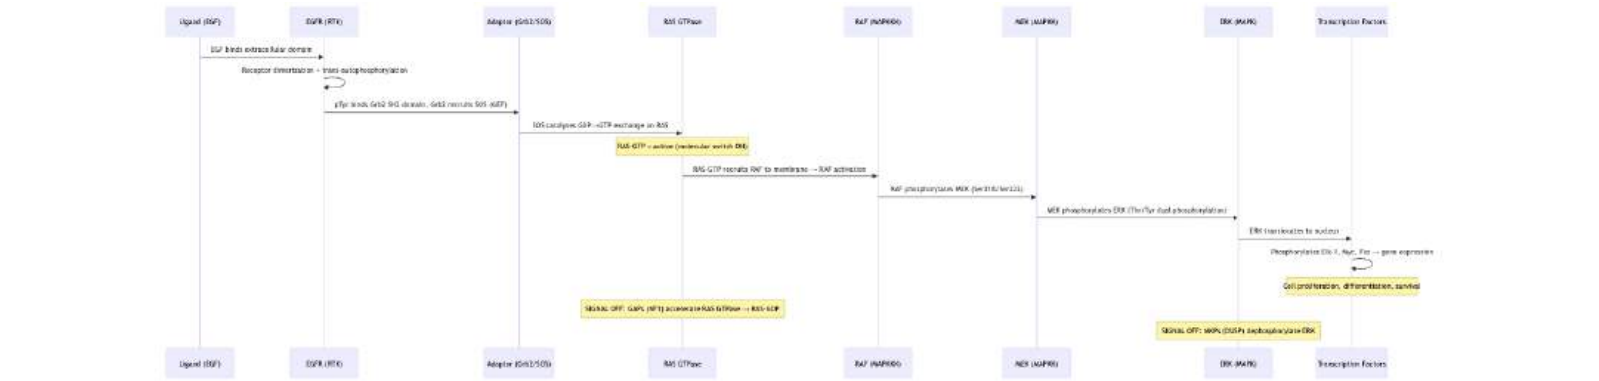 Ligand (EGF)
EGFR (RTK)
Adaptor (Grb2/SOS)
RAS GTPase
RAF (MAPKKK)
MEK (MAPKK)
ERK (MAPK)
Transcription Factors
EGF binds extracellular domain
Receptor dimerization + trans-autophosphorylation
pTyr binds Grb2 SH2 domain, Grb2 recruits SOS (GEF)
SOS catalyzes GDP→GTP exchange on RAS
RAS-GTP = active (molecular switch ON)
RAS-GTP recruits RAF to membrane → RAF activation
RAF phosphorylates MEK (Ser218/Ser222)
MEK phosphorylates ERK (Thr/Tyr dual phosphorylation)
ERK translocates to nucleus
Phosphorylates Elk-1, Myc, Fos → gene expression
Cell proliferation, differentiation, survival
SIGNAL OFF: GAPs (NF1) accelerate RAS GTPase → RAS-GDP
SIGNAL OFF: MKPs (DUSP) dephosphorylate ERK
Ligand (EGF)
EGFR (RTK)
Adaptor (Grb2/SOS)
RAS GTPase
RAF (MAPKKK)
MEK (MAPKK)
ERK (MAPK)
Transcription Factors